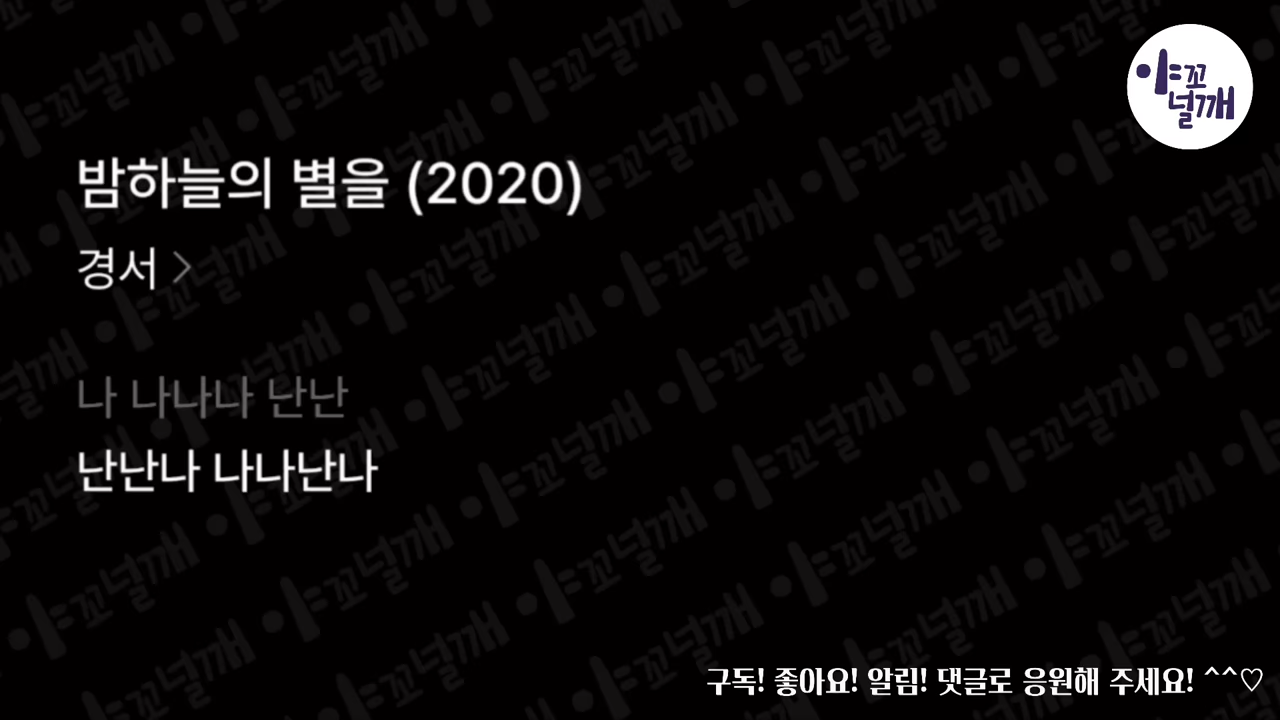 야꼬
널깨
밤하늘의 별을 (2020)
경서 >
나 나나나 난난
난난나 나나난나
구독! 좋아요! 알림! 댓글로 응원해 주세요! ^^♡